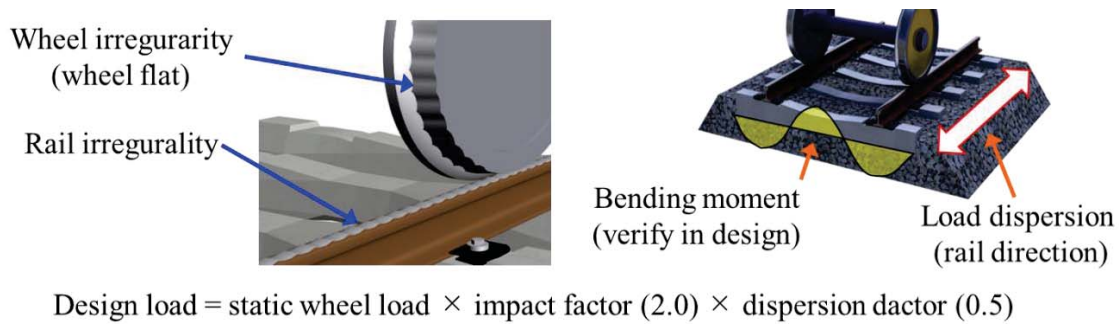 Wheel irregurarity
(wheel flat)
Rail irregurality
Bending moment
(verify in design)
Load dispersion
(rail direction)
Design load = static wheel load × impact factor (2.0) × dispersion dactor (0.5)